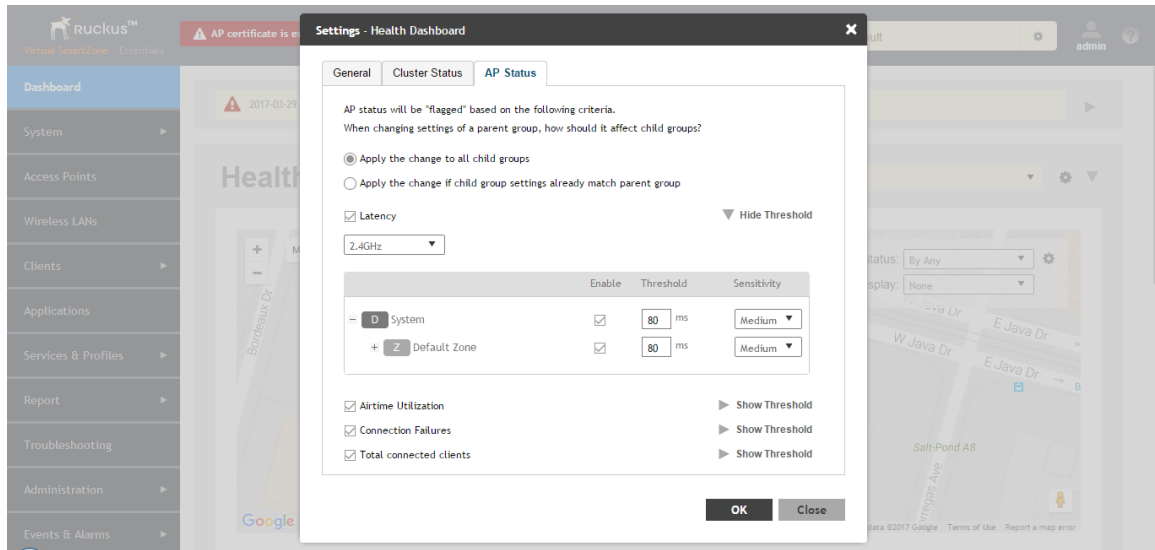 RUCKUS™
Virtual SmartZone - Essentials
AP certificate is e
ult
admin
Dashboard
System
Access Points
Wireless LANs
Clients
Applications
Services & Profiles
Report
Troubleshooting
Administration
Events & Alarms
2017-03-29
Health
M
Bordeaux Dr
Google
Settings - Health Dashboard
General
Cluster Status
AP Status
AP status will be "flagged" based on the following criteria.
When changing settings of a parent group, how should it affect child groups?
Apply the change to all child groups
Apply the change if child group settings already match parent group
Latency
Hide Threshold
2.4GHz
Enable Threshold Sensitivity
D System 80 ms Medium
Z Default Zone 80 ms Medium
Airtime Utilization Show Threshold
Connection Failures Show Threshold
Total connected clients Show Threshold
OK Close
tatus: By Any
splay: None
W Java Dr
E Java Dr
W Java Dr
E Java Dr
B
Salt-Pond A8
rregas Ave
data ©2017 Google Terms of Use Report a map error